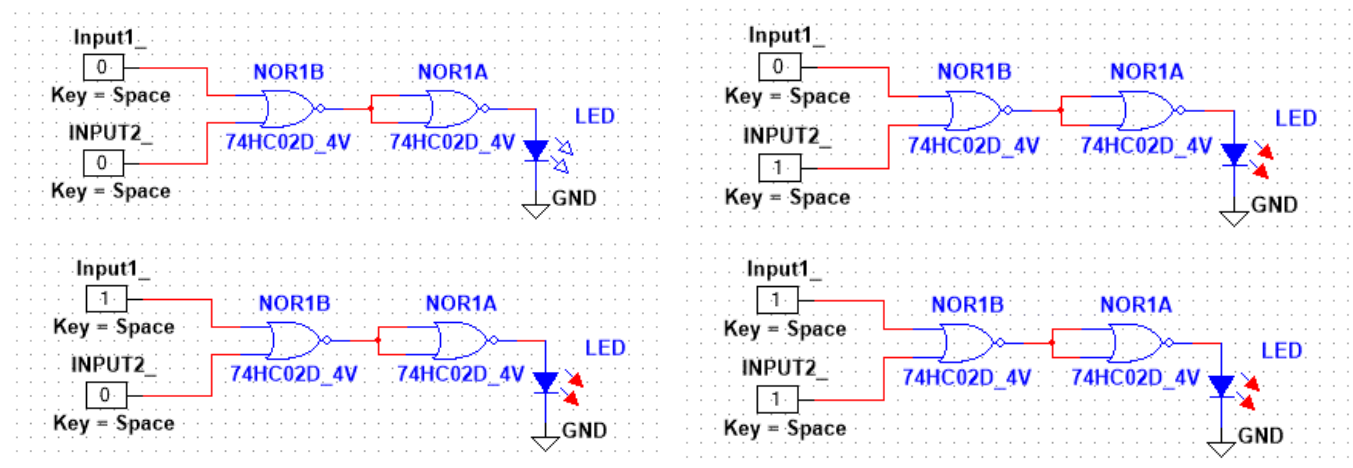 Input1_
0
NOR1B NOR1A
Key = Space
LED
INPUT2_
74HC02D_4V 74HC02D_4V
0
Key = Space
GND
Input1_
0
NOR1B NOR1A
Key = Space
LED
INPUT2_
74HC02D_4V 74HC02D_4V
1
Key = Space
GND
Input1_
1
NOR1B NOR1A
Key = Space
LED
INPUT2_
74HC02D_4V 74HC02D_4V
0
Key = Space
GND
Input1_
1
NOR1B NOR1A
Key = Space
LED
INPUT2_
74HC02D_4V 74HC02D_4V
1
Key = Space
GND